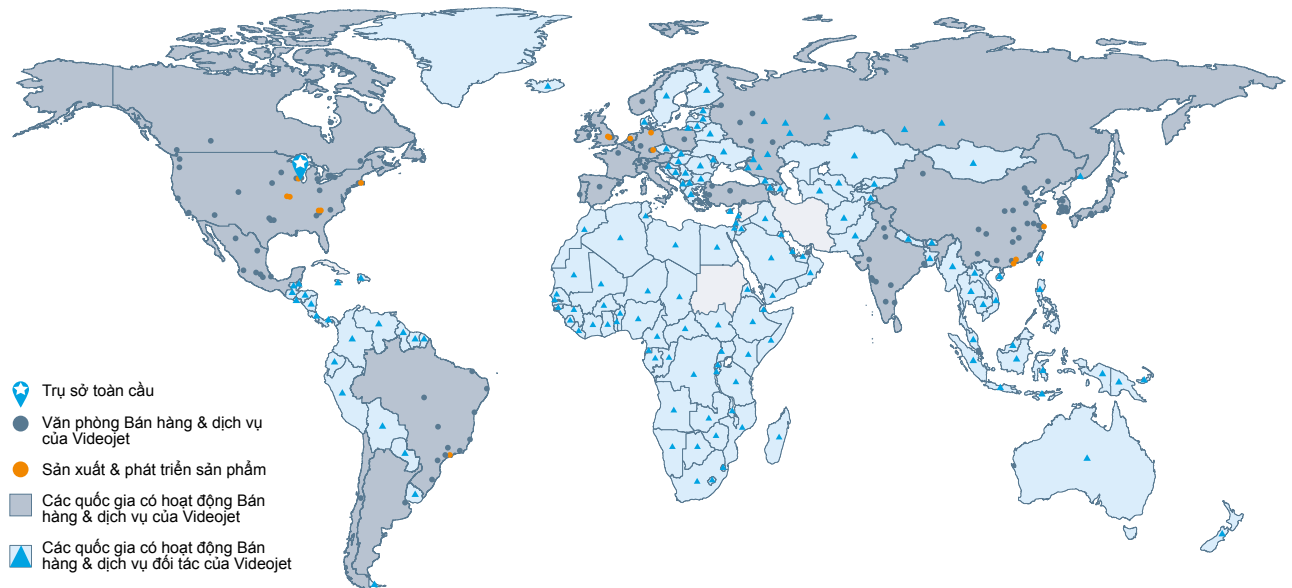 Trụ sở toàn cầu
Văn phòng Bán hàng & dịch vụ
của Videojet
Sản xuất & phát triển sản phẩm
Các quốc gia có hoạt động Bán
hàng & dịch vụ của Videojet
Các quốc gia có hoạt động Bán
hàng & dịch vụ đối tác của Videojet